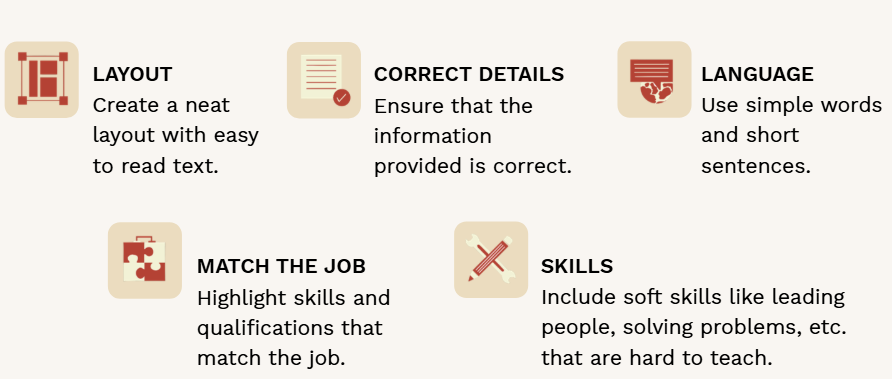 LAYOUT
Create a neat
layout with easy
to read text.
CORRECT DETAILS
Ensure that the
information
provided is correct.
LANGUAGE
Use simple words
and short
sentences.
MATCH THE JOB
Highlight skills and
qualifications that
match the job.
SKILLS
Include soft skills like leading
people, solving problems, etc.
that are hard to teach.